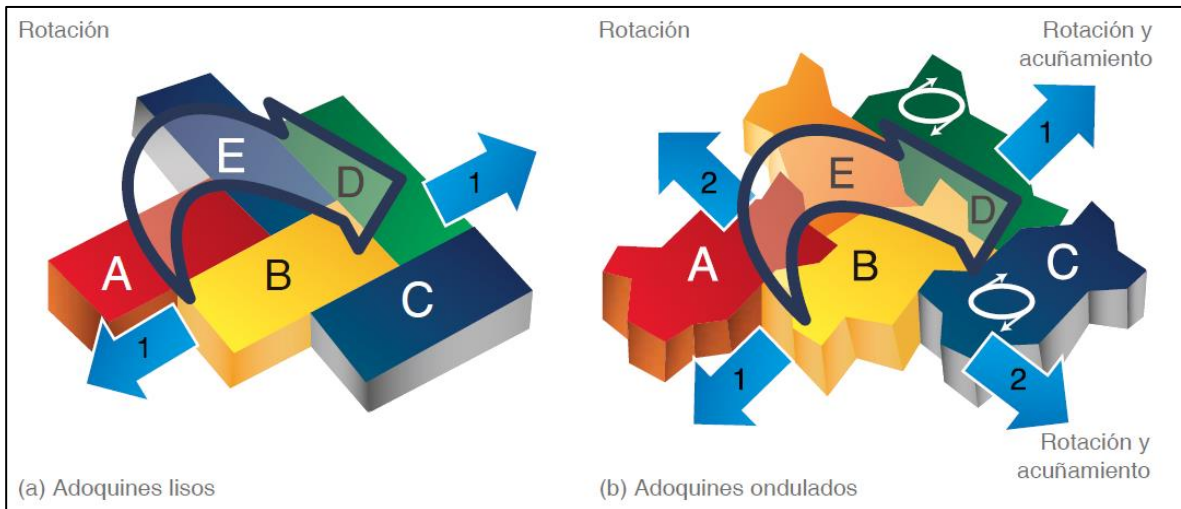 Rotación
E
D
1
A
B
C
1
(a) Adoquines lisos
Rotación
Rotación y
acuñamiento
1
2
E
D
A
B
C
1
2
Rotación y
acuñamiento
(b) Adoquines ondulados